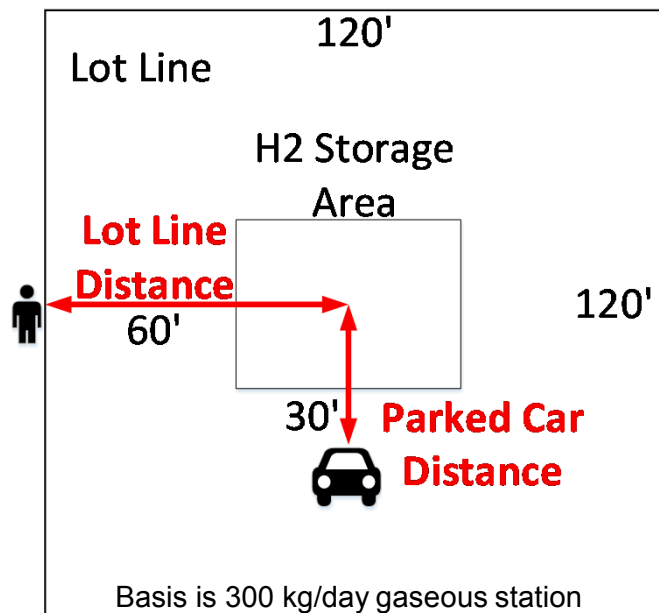 120'
Lot Line
H2 Storage
Area
Lot Line
Distance
60'
120'
30'
Parked Car
Distance
Basis is 300 kg/day gaseous station